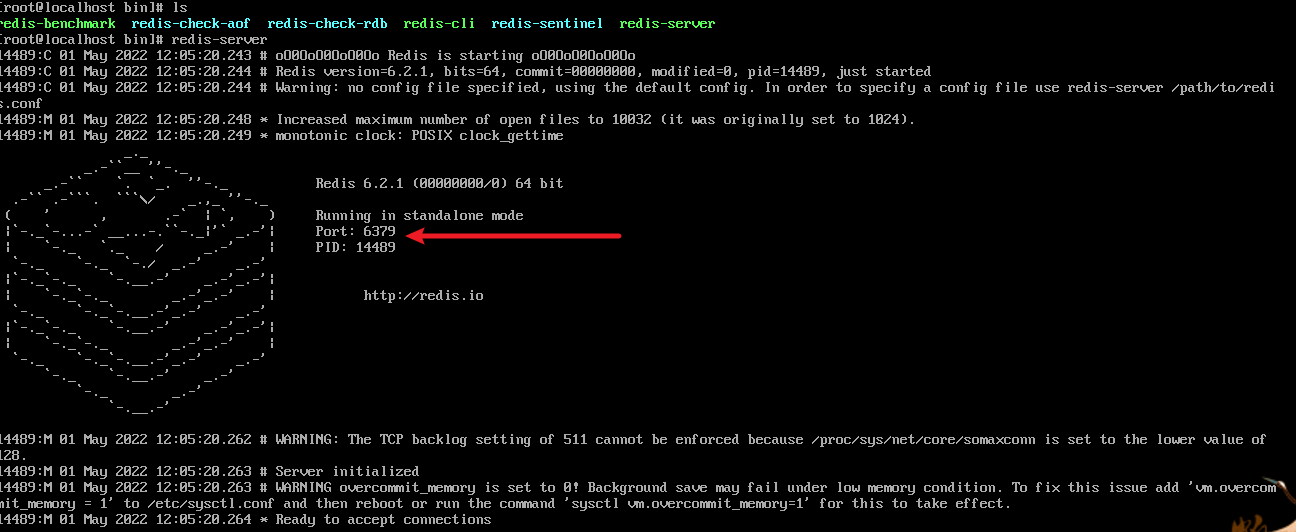 [root@localhost bin]# ls
redis-benchmark redis-check-aof redis-check-rdb redis-cli redis-sentinel redis-server
[root@localhost bin]# redis-server
14489:C 01 May 2022 12:05:20.243 # oO0OoO0OoO0Oo Redis is starting oO0OoO0OoO0Oo
14489:C 01 May 2022 12:05:20.244 # Redis version=6.2.1, bits=64, commit=00000000, modified=0, pid=14489, just started
14489:C 01 May 2022 12:05:20.244 # Warning: no config file specified, using the default config. In order to specify a config file use redis-server /path/to/redi
s.conf
14489:M 01 May 2022 12:05:20.248 * Increased maximum number of open files to 10032 (it was originally set to 1024).
14489:M 01 May 2022 12:05:20.249 * monotonic clock: POSIX clock_gettime
Redis 6.2.1 (00000000/0) 64 bit
Running in standalone mode
Port: 6379
PID: 14489
http://redis.io
14489:M 01 May 2022 12:05:20.262 # WARNING: The TCP backlog setting of 511 cannot be enforced because /proc/sys/net/core/somaxconn is set to the lower value of
128.
14489:M 01 May 2022 12:05:20.263 # Server initialized
14489:M 01 May 2022 12:05:20.263 # WARNING overcommit_memory is set to 0! Background save may fail under low memory condition. To fix this issue add 'vm.overcom
mit_memory = 1' to /etc/sysctl.conf and then reboot or run the command 'sysctl vm.overcommit_memory=1' for this to take effect.
14489:M 01 May 2022 12:05:20.264 * Ready to accept connections